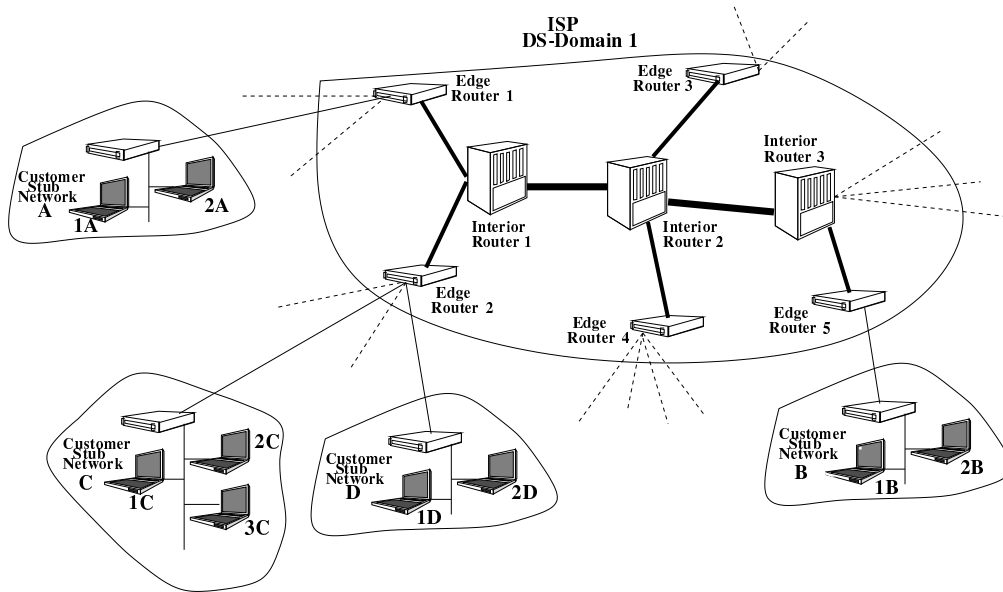 ISP
DS-Domain 1
Edge
Router 1
Edge
Router 3
Interior
Router 3
Customer
Stub
Network
A
1A
2A
Interior
Router 1
Interior
Router 2
Edge
Router 2
Edge
Router 4
Edge
Router 5
Customer
Stub
Network
C
1C
2C
3C
Customer
Stub
Network
D
1D
2D
Customer
Stub
Network
B
1B
2B